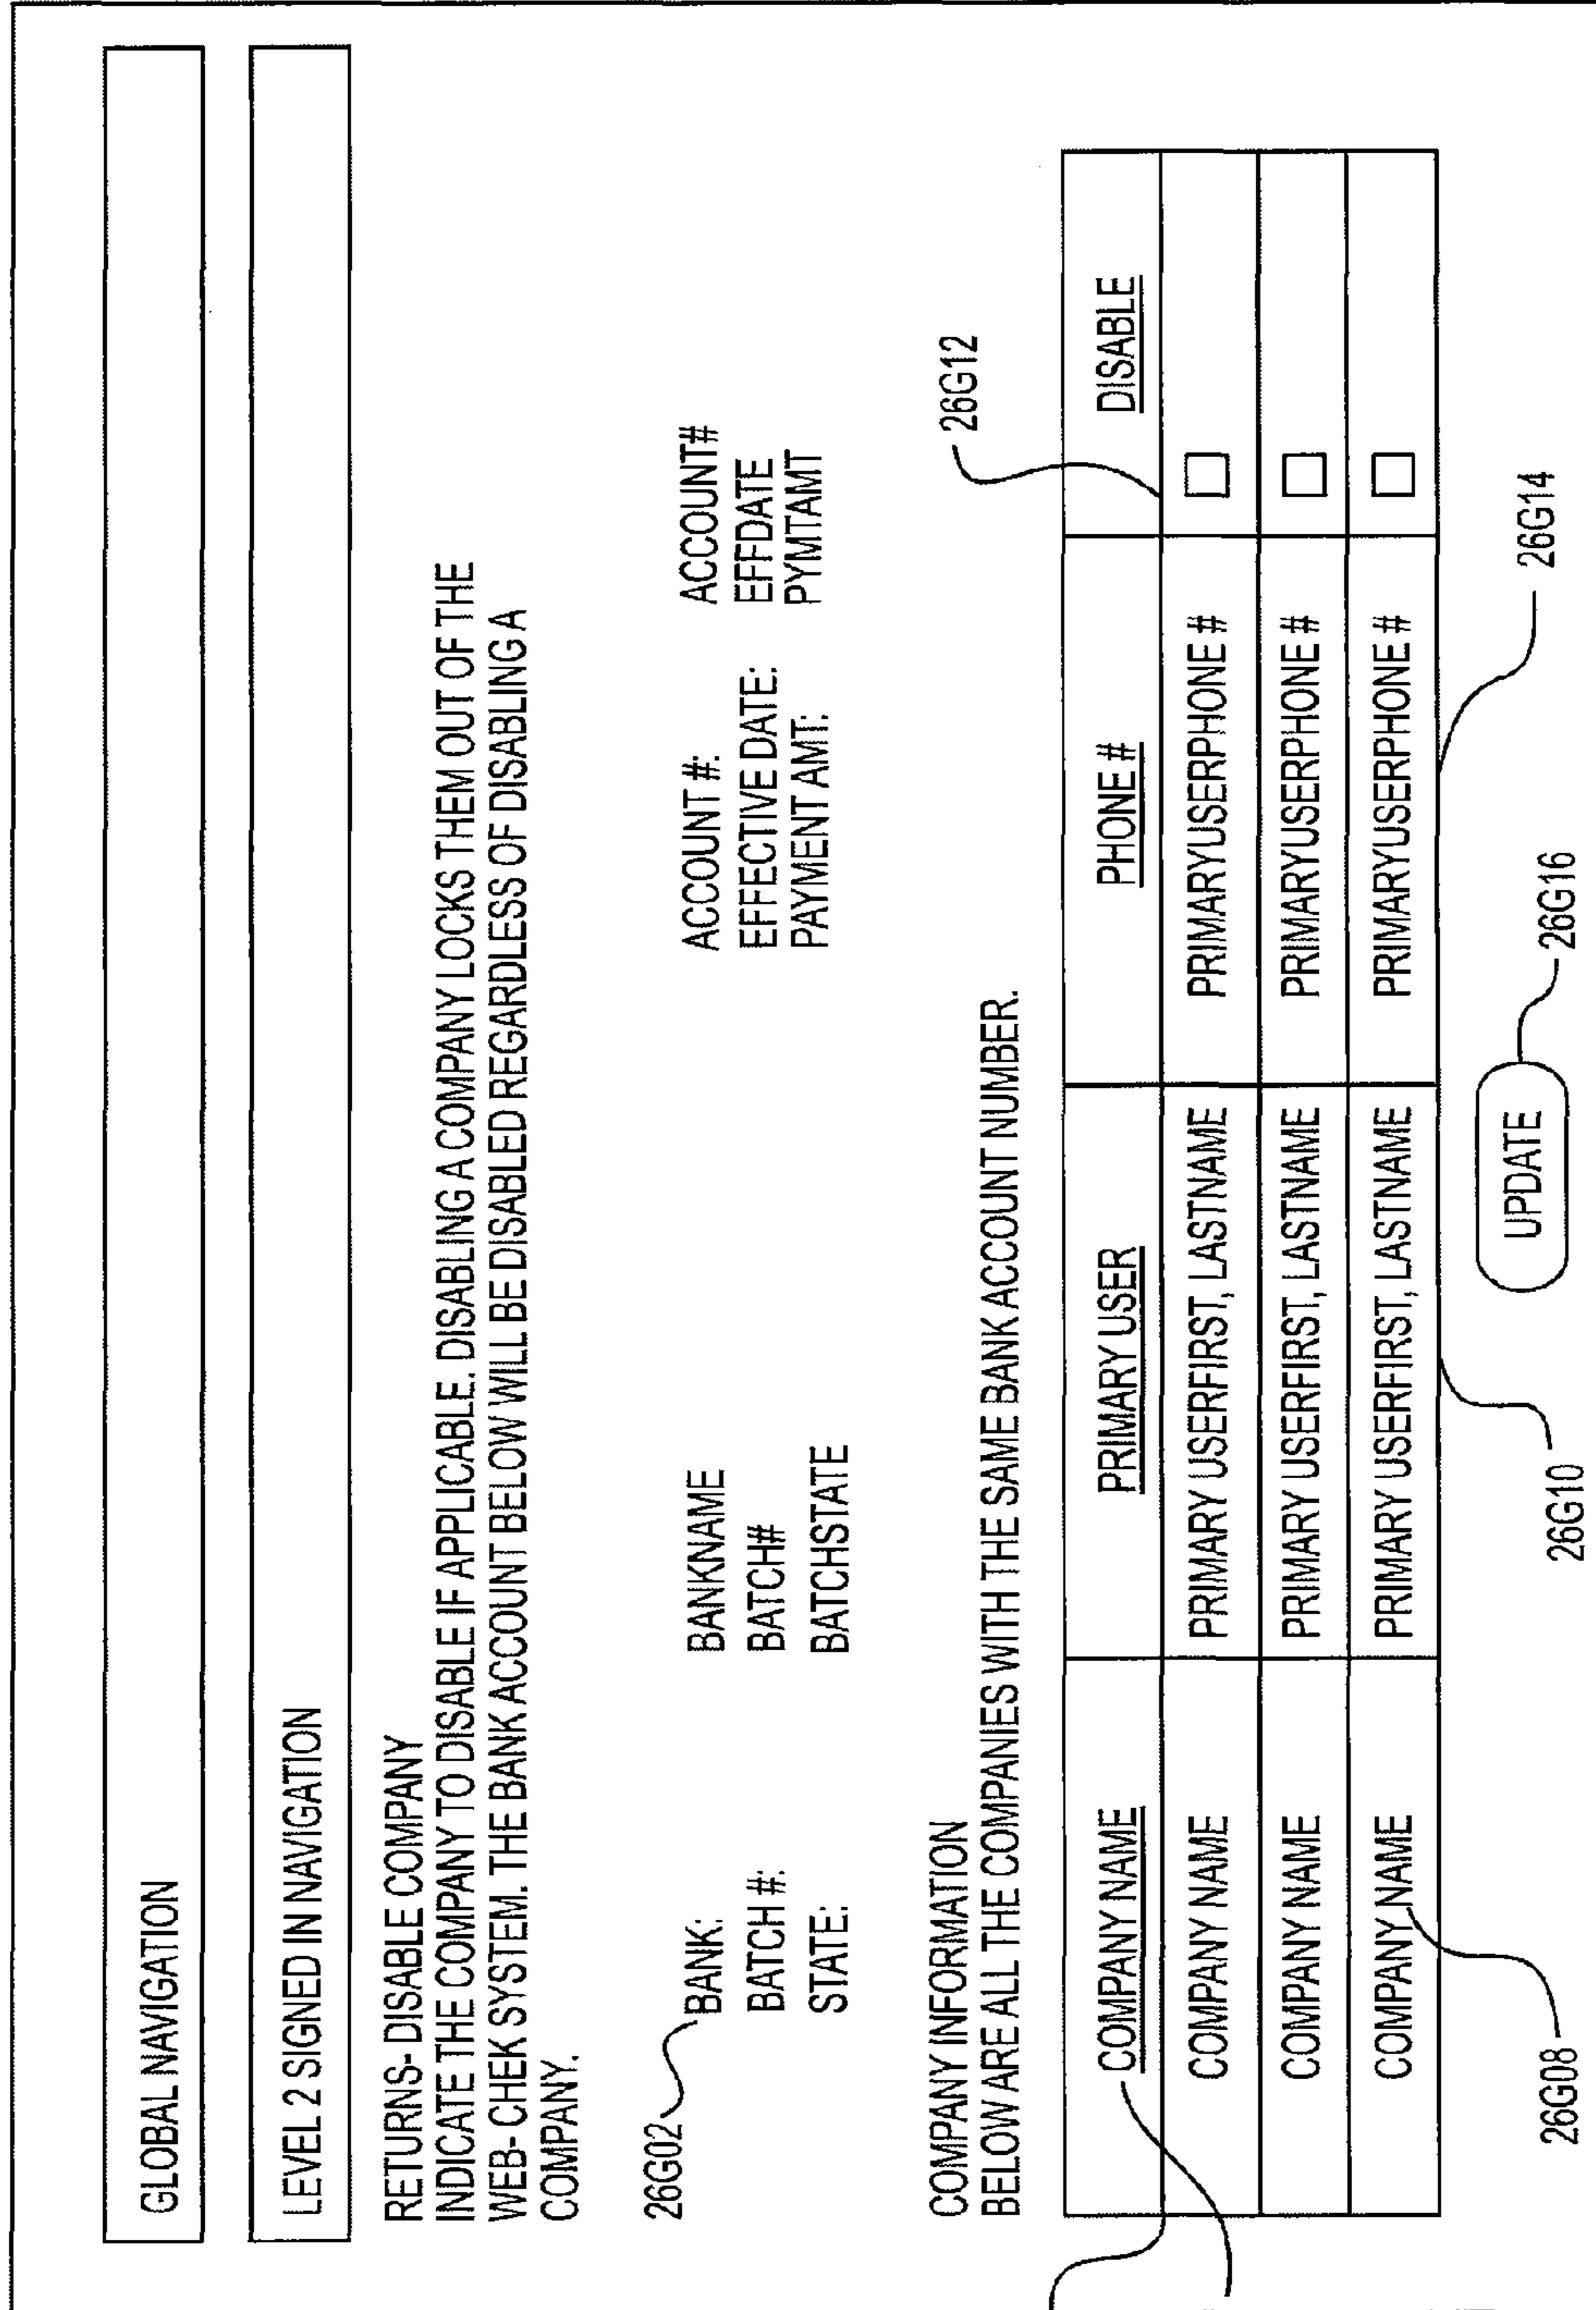 GLOBAL NAVIGATION
LEVEL 2 SIGNED IN NAVIGATION
RETURNS- DISABLE COMPANY
INDICATE THE COMPANY TO DISABLE IF APPLICABLE. DISABLING A COMPANY LOCKS THEM OUT OF THE
WEB- CHEK SYSTEM. THE BANK ACCOUNT BELOW WILL BE DISABLED REGARDLESS OF DISABLING A
COMPANY.
26G02
BANK: BANKNAME ACCOUNT #: ACCOUNT#
BATCH #: BATCH# EFFECTIVE DATE: EFFDATE
STATE: BATCHSTATE PAYMENT AMT: PYMTAMT
COMPANY INFORMATION
BELOW ARE ALL THE COMPANIES WITH THE SAME BANK ACCOUNT NUMBER.
26G12
COMPANY NAME PRIMARY USER PHONE # DISABLE
COMPANY NAME PRIMARY USERFIRST, LASTNAME PRIMARYUSERPHONE #
COMPANY NAME PRIMARY USERFIRST, LASTNAME PRIMARYUSERPHONE #
COMPANY NAME PRIMARY USERFIRST, LASTNAME PRIMARYUSERPHONE #
26G08
26G10
UPDATE
26G16
26G14